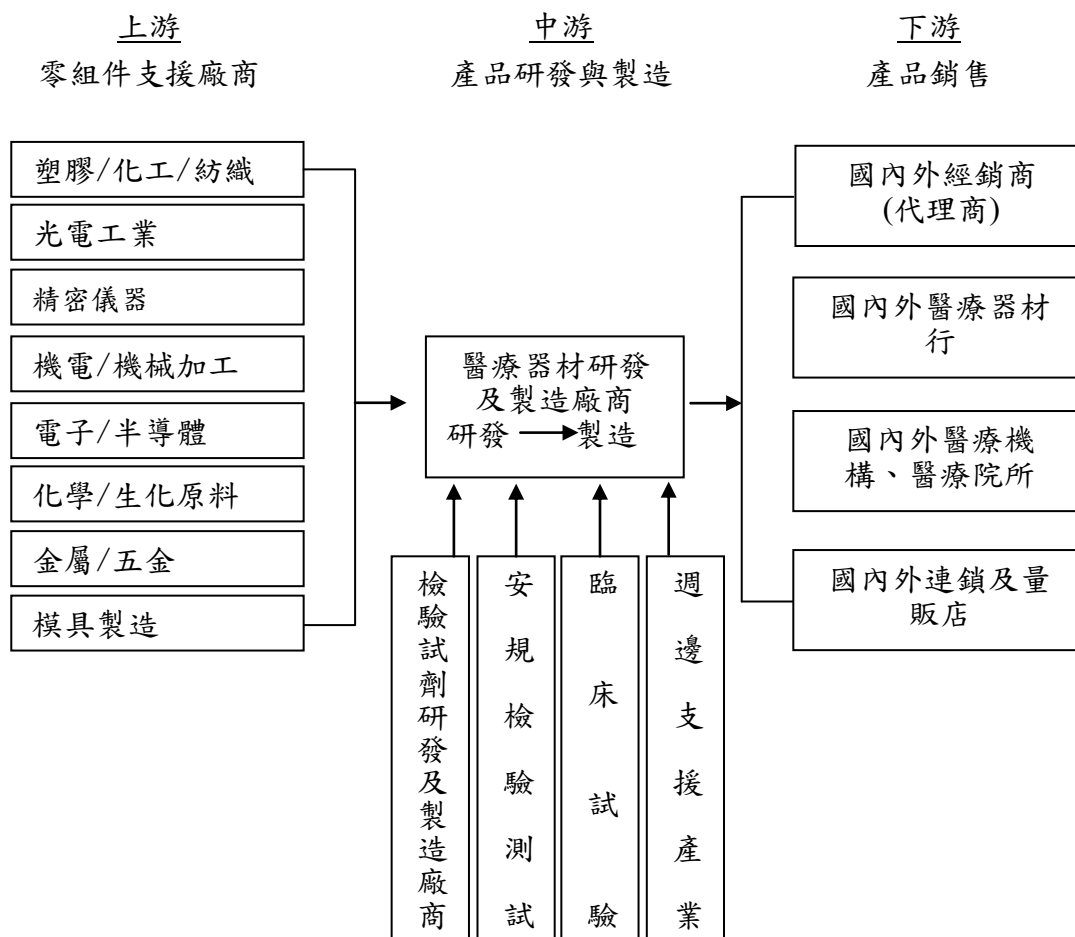 上游
零組件支援廠商
中游
產品研發與製造
下游
產品銷售
塑膠/化工/紡織
光電工業
精密儀器
機電/機械加工
電子/半導體
化學/生化原料
金屬/五金
模具製造
醫療器材研發
及製造廠商
研發
製造
檢驗試劑研發及製造廠商
安規檢驗測試
臨床試驗
週邊支援產業
國內外經銷商
(代理商)
國內外醫療器材
行
國內外醫療機
構、醫療院所
國內外連鎖及量
販店